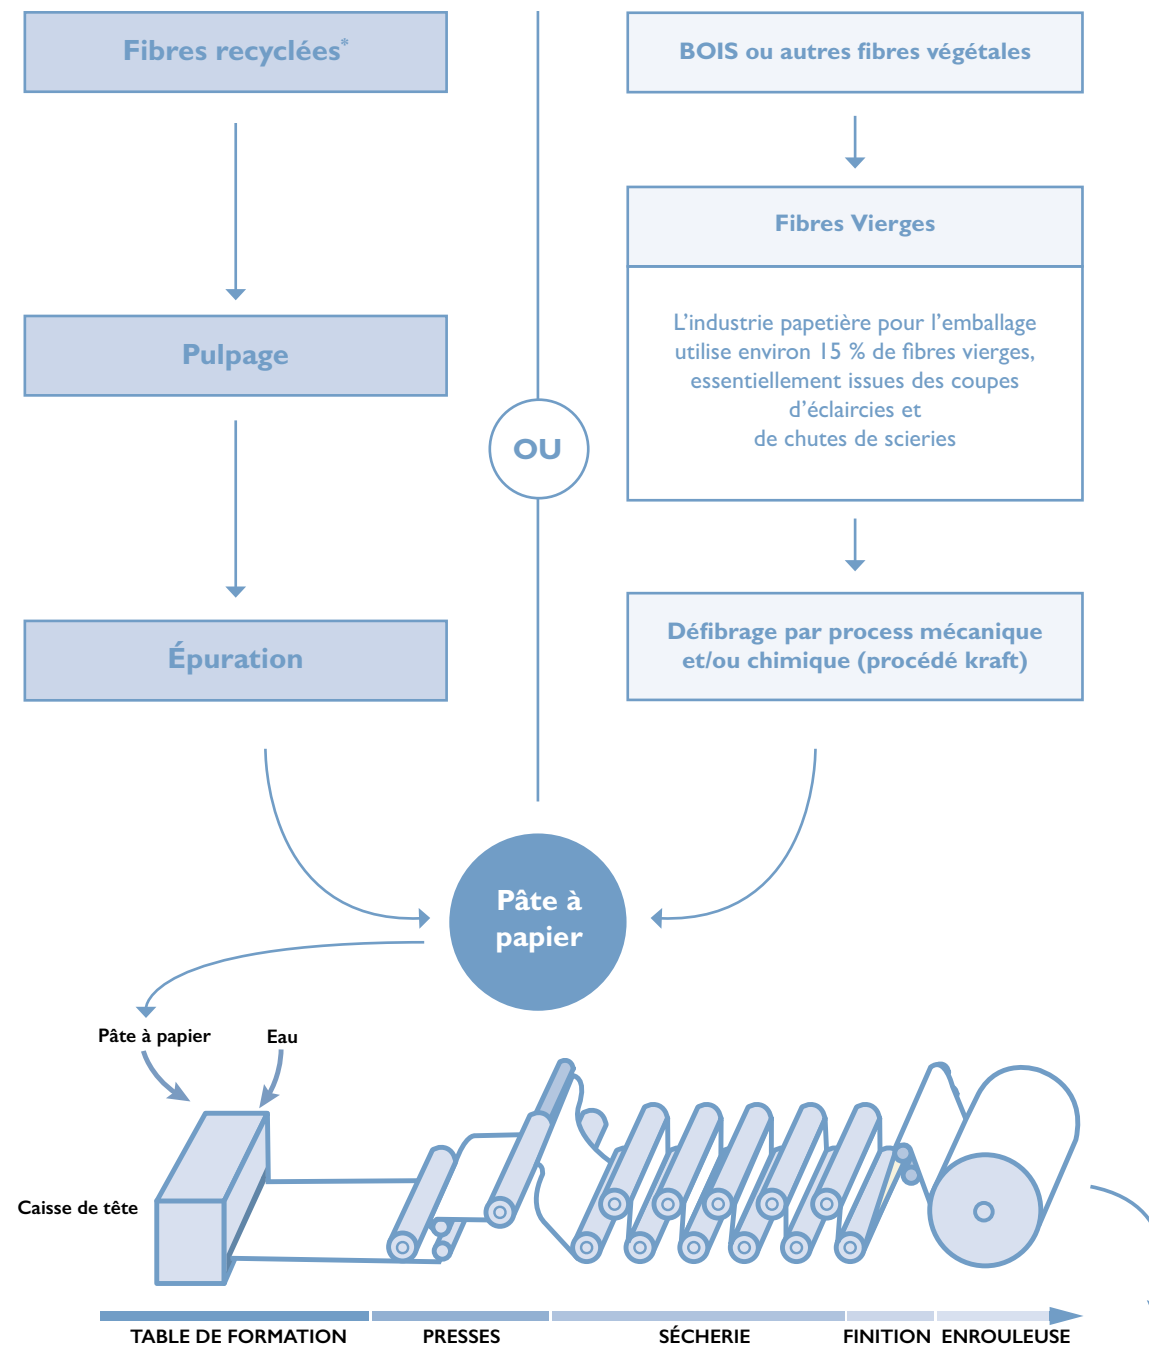 Fibres recyclées*
Pulpage
Épuration
OU
BOIS ou autres fibres végétales
Fibres Vierges
L’industrie papetière pour l’emballage
utilise environ 15 % de fibres vierges,
essentiellement issues des coupes
d’éclaircies et
de chutes de scieries
Défibrage par process mécanique
et/ou chimique (procédé kraft)
Pâte à
papier
Pâte à papier
Eau
Caisse de tête
TABLE DE FORMATION
PRESSES
SÉCHERIE
FINITION
ENROULEUSE